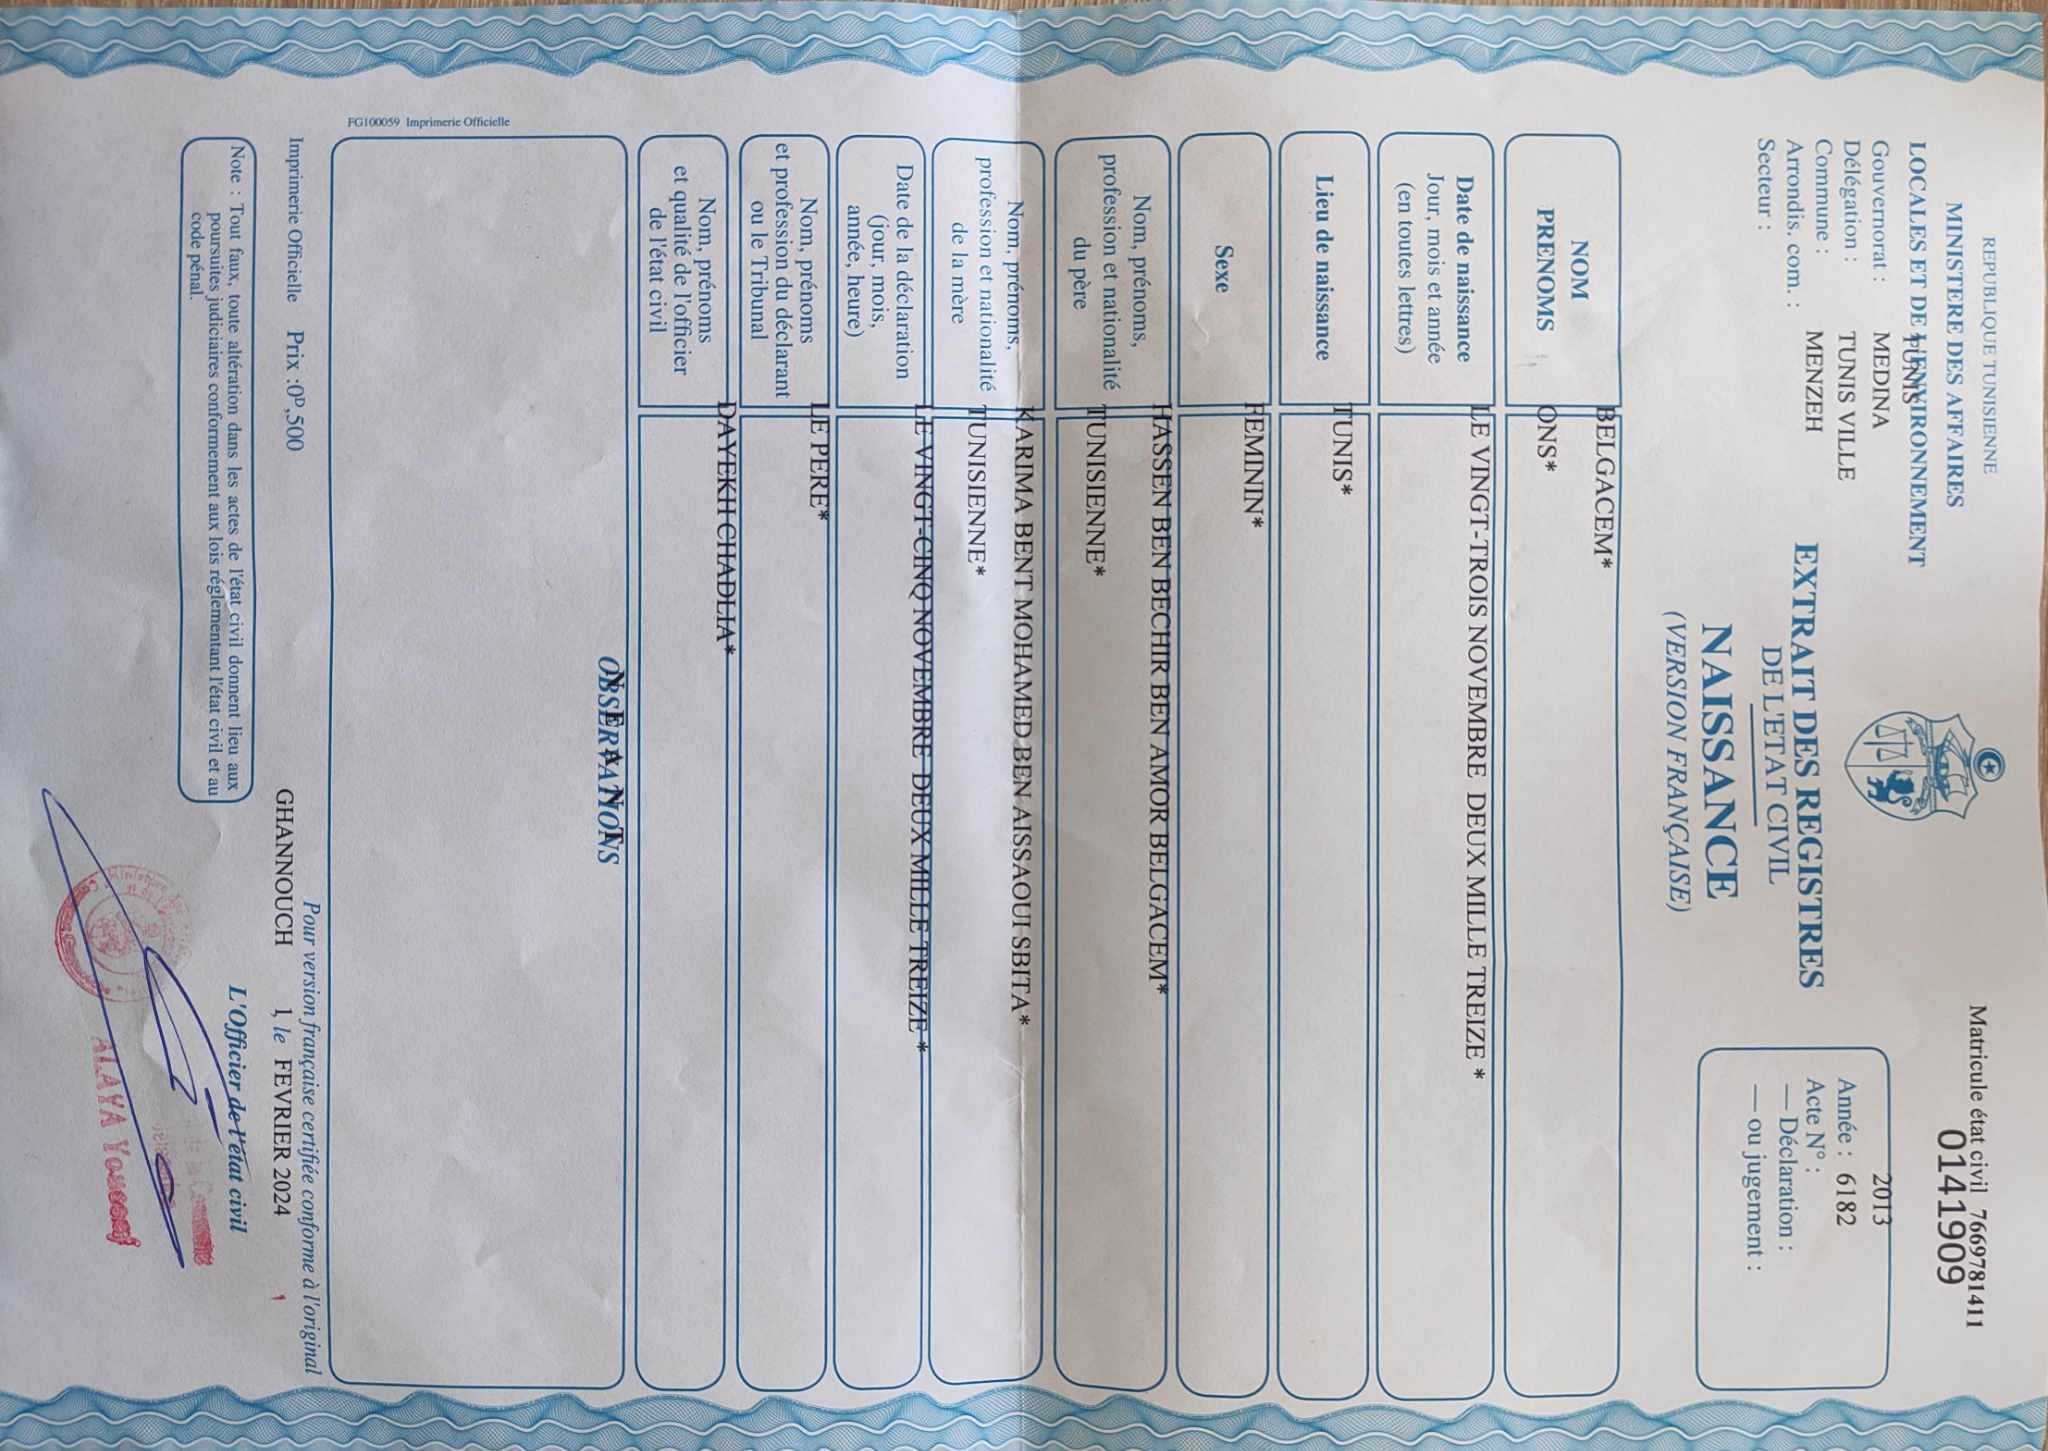 REPUBLIQUE TUNISIENNE
MINISTERE DES AFFAIRES
LOCALES ET DE L'ENVIRONNEMENT
Gouvernorat : TUNIS
Délégation : MEDINA
Commune : TUNIS VILLE
Arrondis. com. : MENZEH
Secteur :
Matricule état civil 7669781411
0141909
EXTRAIT DES REGISTRES
DE L'ETAT CIVIL
NAISSANCE
(VERSION FRANÇAISE)
2013
Année : 6182
Acte N° :
— Déclaration :
— ou jugement :
NOM BELGACEM*
PRENOMS ONS*
Date de naissance LE VINGT-TROIS NOVEMBRE DEUX MILLE TREIZE *
Jour, mois et année
(en toutes lettres)
Lieu de naissance TUNIS*
Sexe FEMININ*
Nom, prénoms, HASSEN BEN BECHIR BEN AMOR BELGACEM*
profession et nationalité TUNISIENNE*
du père
Nom, prénoms, KARIMA BENT MOHAMED BEN AISSAOUI SBITA*
profession et nationalité TUNISIENNE*
de la mère
Date de la déclaration LE VINGT-CINQ NOVEMBRE DEUX MILLE TREIZE *
(jour, mois,
année, heure)
Nom, prénoms LE PERE*
et profession du déclarant
ou le Tribunal
Nom, prénoms DAYEKH CHADLIA*
et qualité de l'officier
de l'état civil
OBSERVATIONS
N E A N T
FG100059 Imprimerie Officielle
Imprimerie Officielle Prix :0ᴰ,500
Pour version française certifiée conforme à l'original
GHANNOUCH 1, le FEVRIER 2024
L'Officier de l'état civil
Note : Tout faux, toute altération dans les actes de l'état civil donnent lieu aux
poursuites judiciaires conformement aux lois réglementant l'état civil et au
code pénal.
ALAYA Youssef